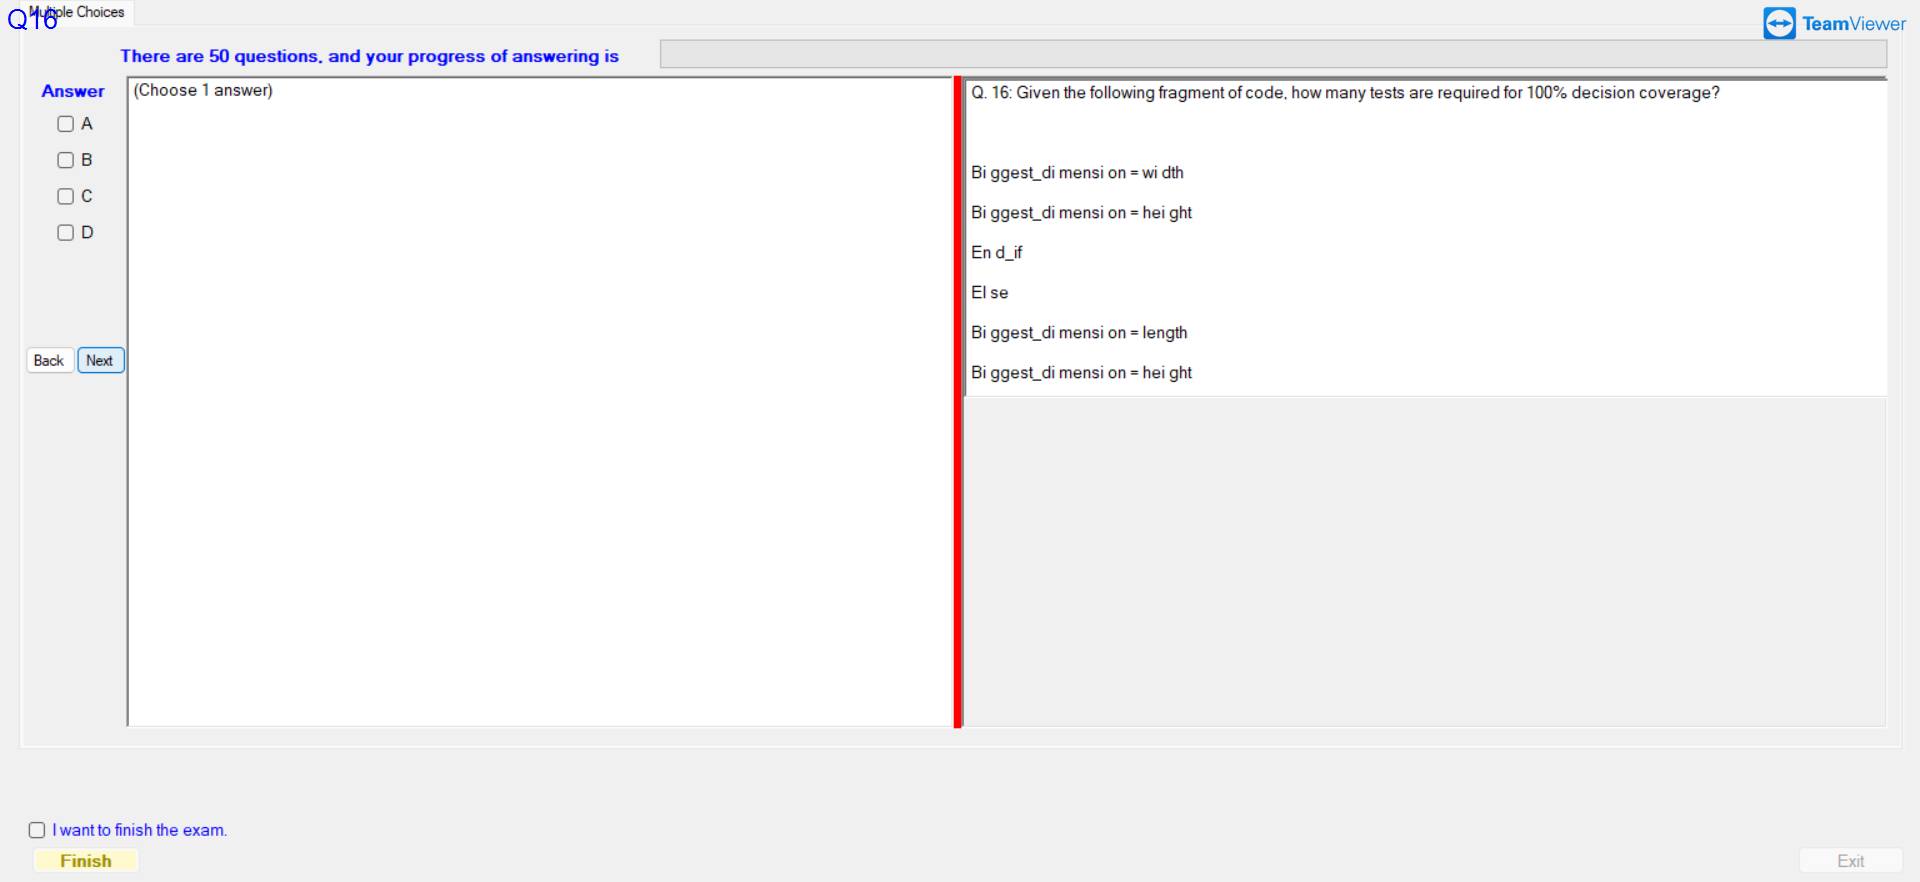 Multiple Choices
Q16
TeamViewer
There are 50 questions, and your progress of answering is
Answer
(Choose 1 answer)
A
B
C
D
Back
Next
Q. 16: Given the following fragment of code, how many tests are required for 100% decision coverage?
Bi ggest_di mensi on = wi dth
Bi ggest_di mensi on = hei ght
En d_if
El se
Bi ggest_di mensi on = length
Bi ggest_di mensi on = hei ght
I want to finish the exam.
Finish
Exit